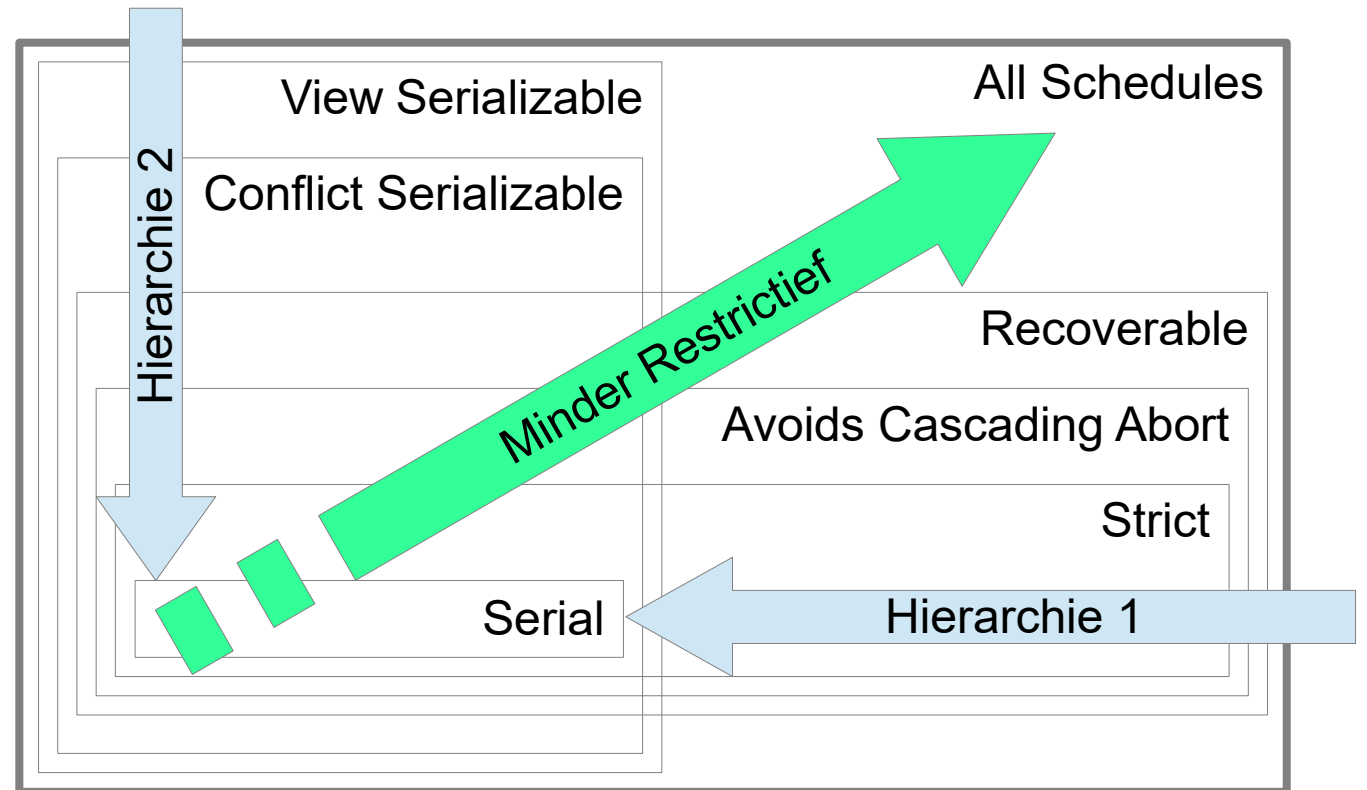 All Schedules
View Serializable
Conflict Serializable
Hierarchie 2
Minder Restrictief
Recoverable
Avoids Cascading Abort
Strict
Serial
Hierarchie 1